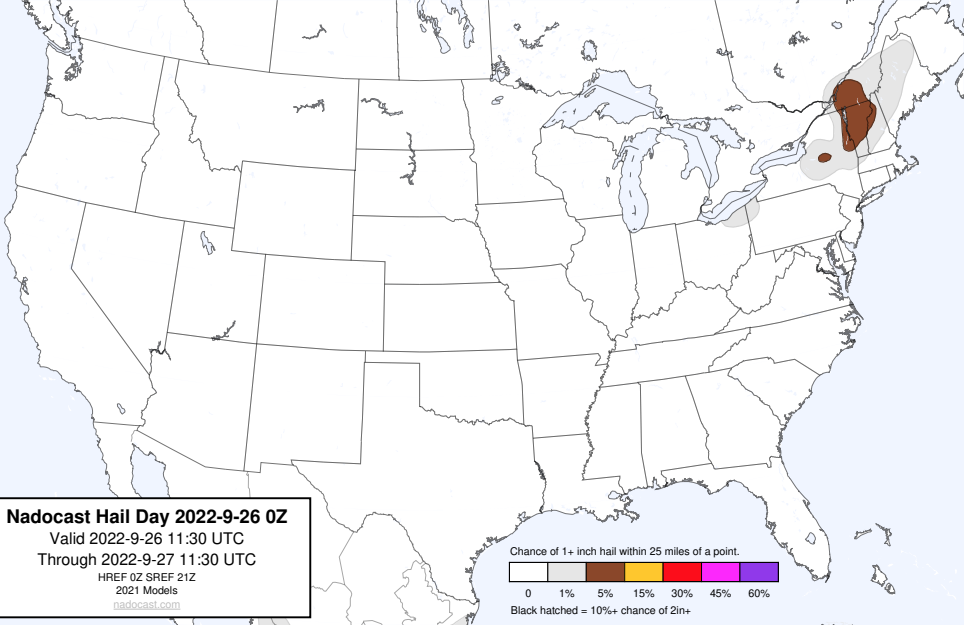 Nadocast Hail Day 2022-9-26 0Z
Valid 2022-9-26 11:30 UTC
Through 2022-9-27 11:30 UTC
HREF 0Z SREF 21Z
2021 Models
nadocast.com
Chance of 1+ inch hail within 25 miles of a point.
0 1% 5% 15% 30% 45% 60%
Black hatched = 10%+ chance of 2in+